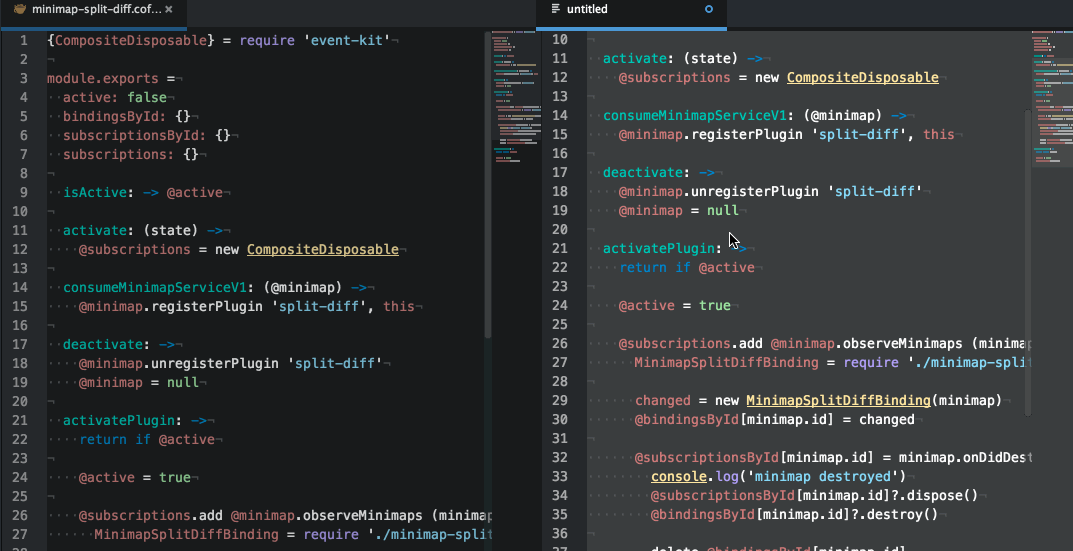 minimap-split-diff.cof...
untitled
1 {CompositeDisposable} = require 'event-kit'
2
3 module.exports =
4 active: false
5 bindingsById: {}
6 subscriptionsById: {}
7 subscriptions: {}
8
9 isActive: -> @active
10
11 activate: (state) ->
12 @subscriptions = new CompositeDisposable
13
14 consumeMinimapServiceV1: (@minimap) ->
15 @minimap.registerPlugin 'split-diff', this
16
17 deactivate: ->
18 @minimap.unregisterPlugin 'split-diff'
19 @minimap = null
20
21 activatePlugin: ->
22 return if @active
23
24 @active = true
25
26 @subscriptions.add @minimap.observeMinimaps (minimap
27 MinimapSplitDiffBinding = require './minimap-split
28
10
11 activate: (state) ->
12 @subscriptions = new CompositeDisposable
13
14 consumeMinimapServiceV1: (@minimap) ->
15 @minimap.registerPlugin 'split-diff', this
16
17 deactivate: ->
18 @minimap.unregisterPlugin 'split-diff'
19 @minimap = null
20
21 activatePlugin: ->
22 return if @active
23
24 @active = true
25
26 @subscriptions.add @minimap.observeMinimaps (minima
27 MinimapSplitDiffBinding = require './minimap-spli
28
29 changed = new MinimapSplitDiffBinding(minimap)
30 @bindingsById[minimap.id] = changed
31
32 @subscriptionsById[minimap.id] = minimap.onDidDest
33 console.log('minimap destroyed')
34 @subscriptionsById[minimap.id]?.dispose()
35 @bindingsById[minimap.id]?.destroy()
36
37 delete @bindingsById[minimap.id]